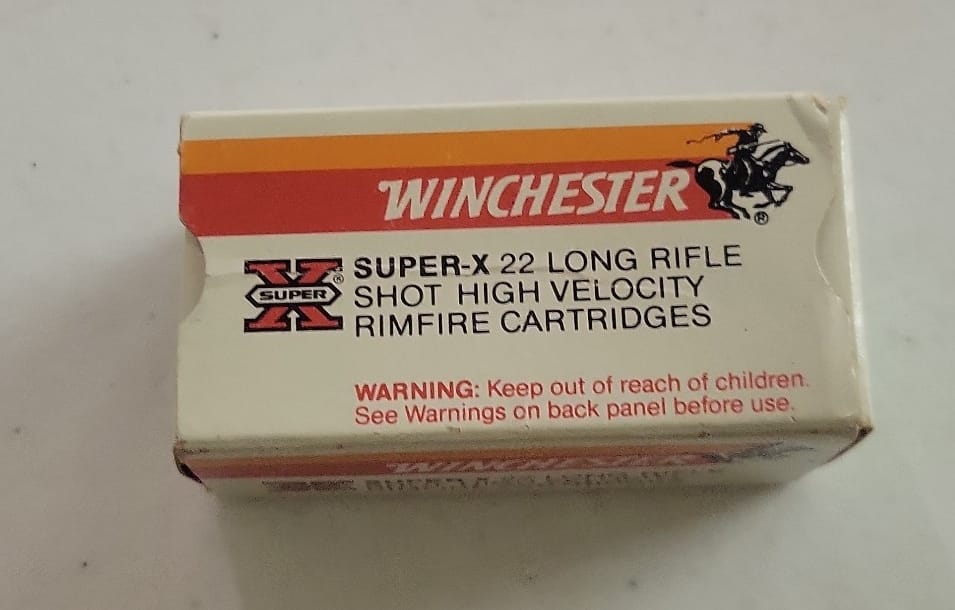 WINCHESTER
®
X®
SUPER
SUPER-X 22 LONG RIFLE
SHOT HIGH VELOCITY
RIMFIRE CARTRIDGES
WARNING: Keep out of reach of children.
See Warnings on back panel before use.
WINCHESTER